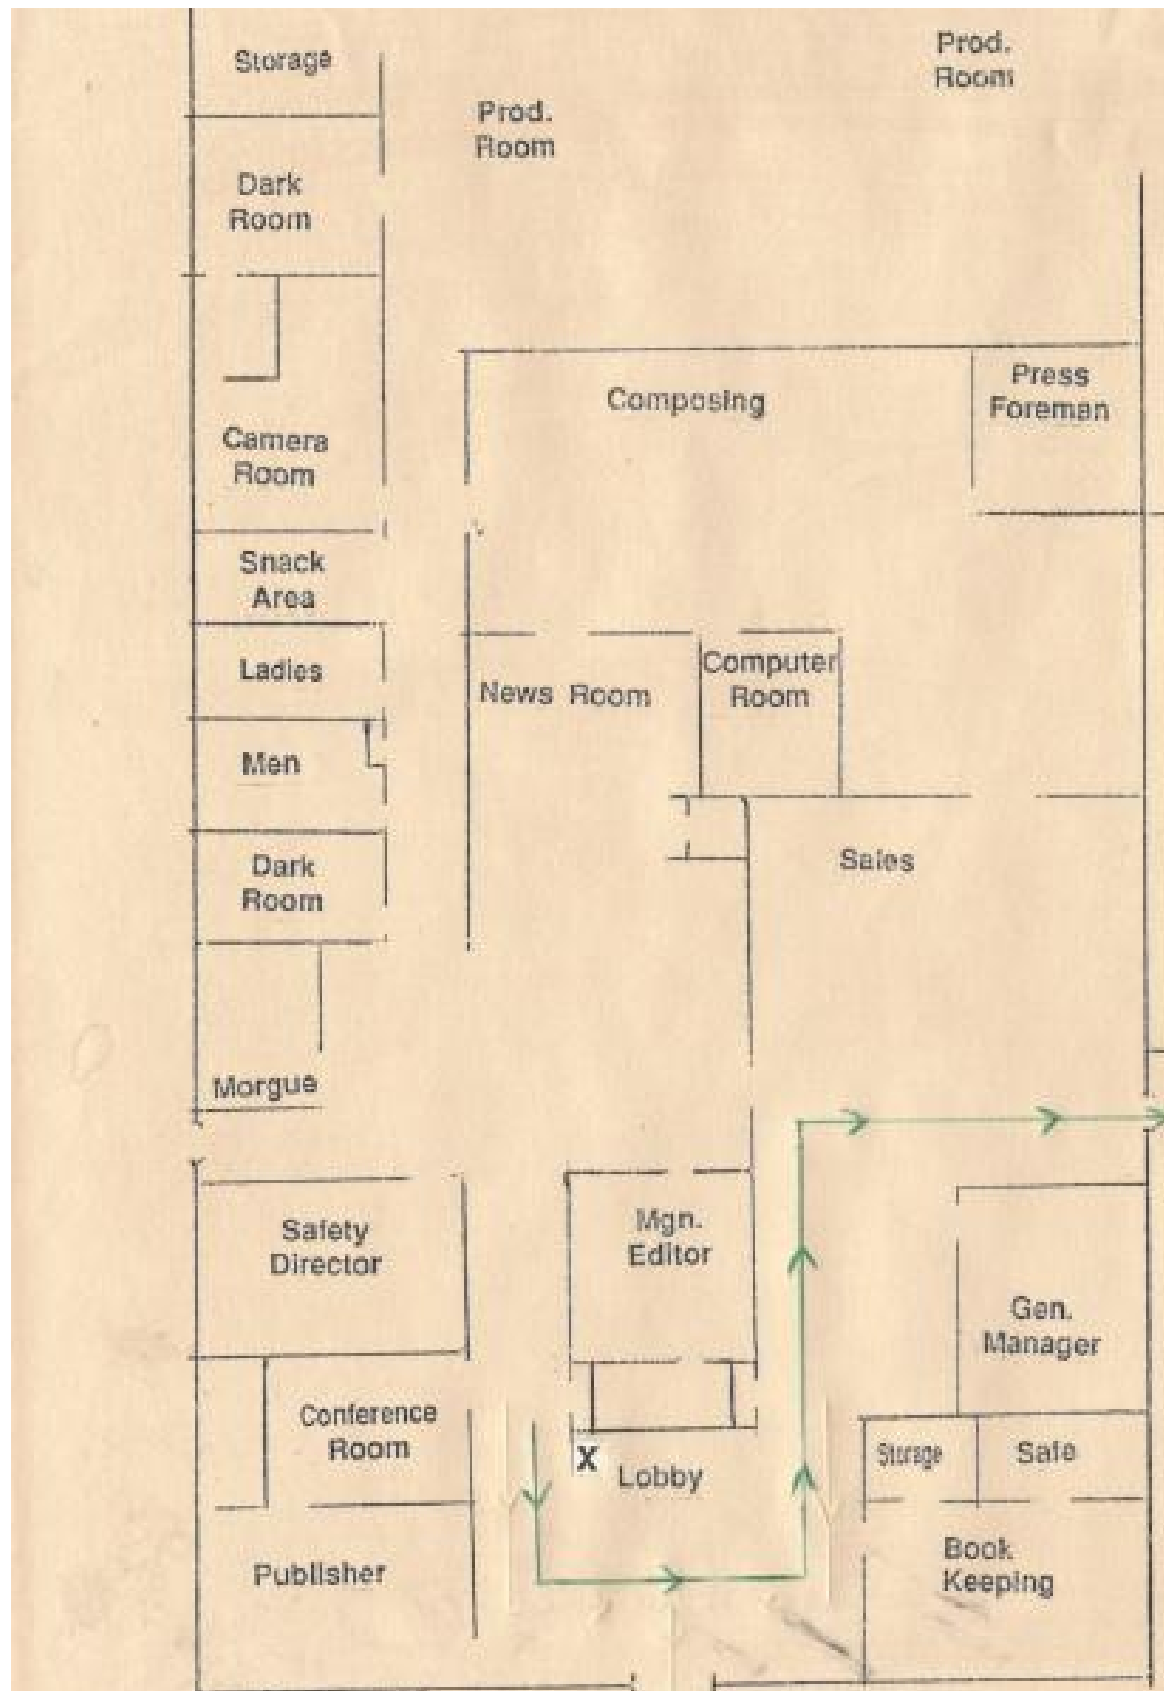 Storage
Prod.
Room
Prod.
Room
Dark
Room
Composing
Press
Foreman
Camera
Room
Snack
Area
Ladies
News Room
Computer
Room
Men
Dark
Room
Sales
Morgue
Safety
Director
Mgn.
Editor
Gen.
Manager
Conference
Room
X
Lobby
Storage
Safe
Publisher
Book
Keeping